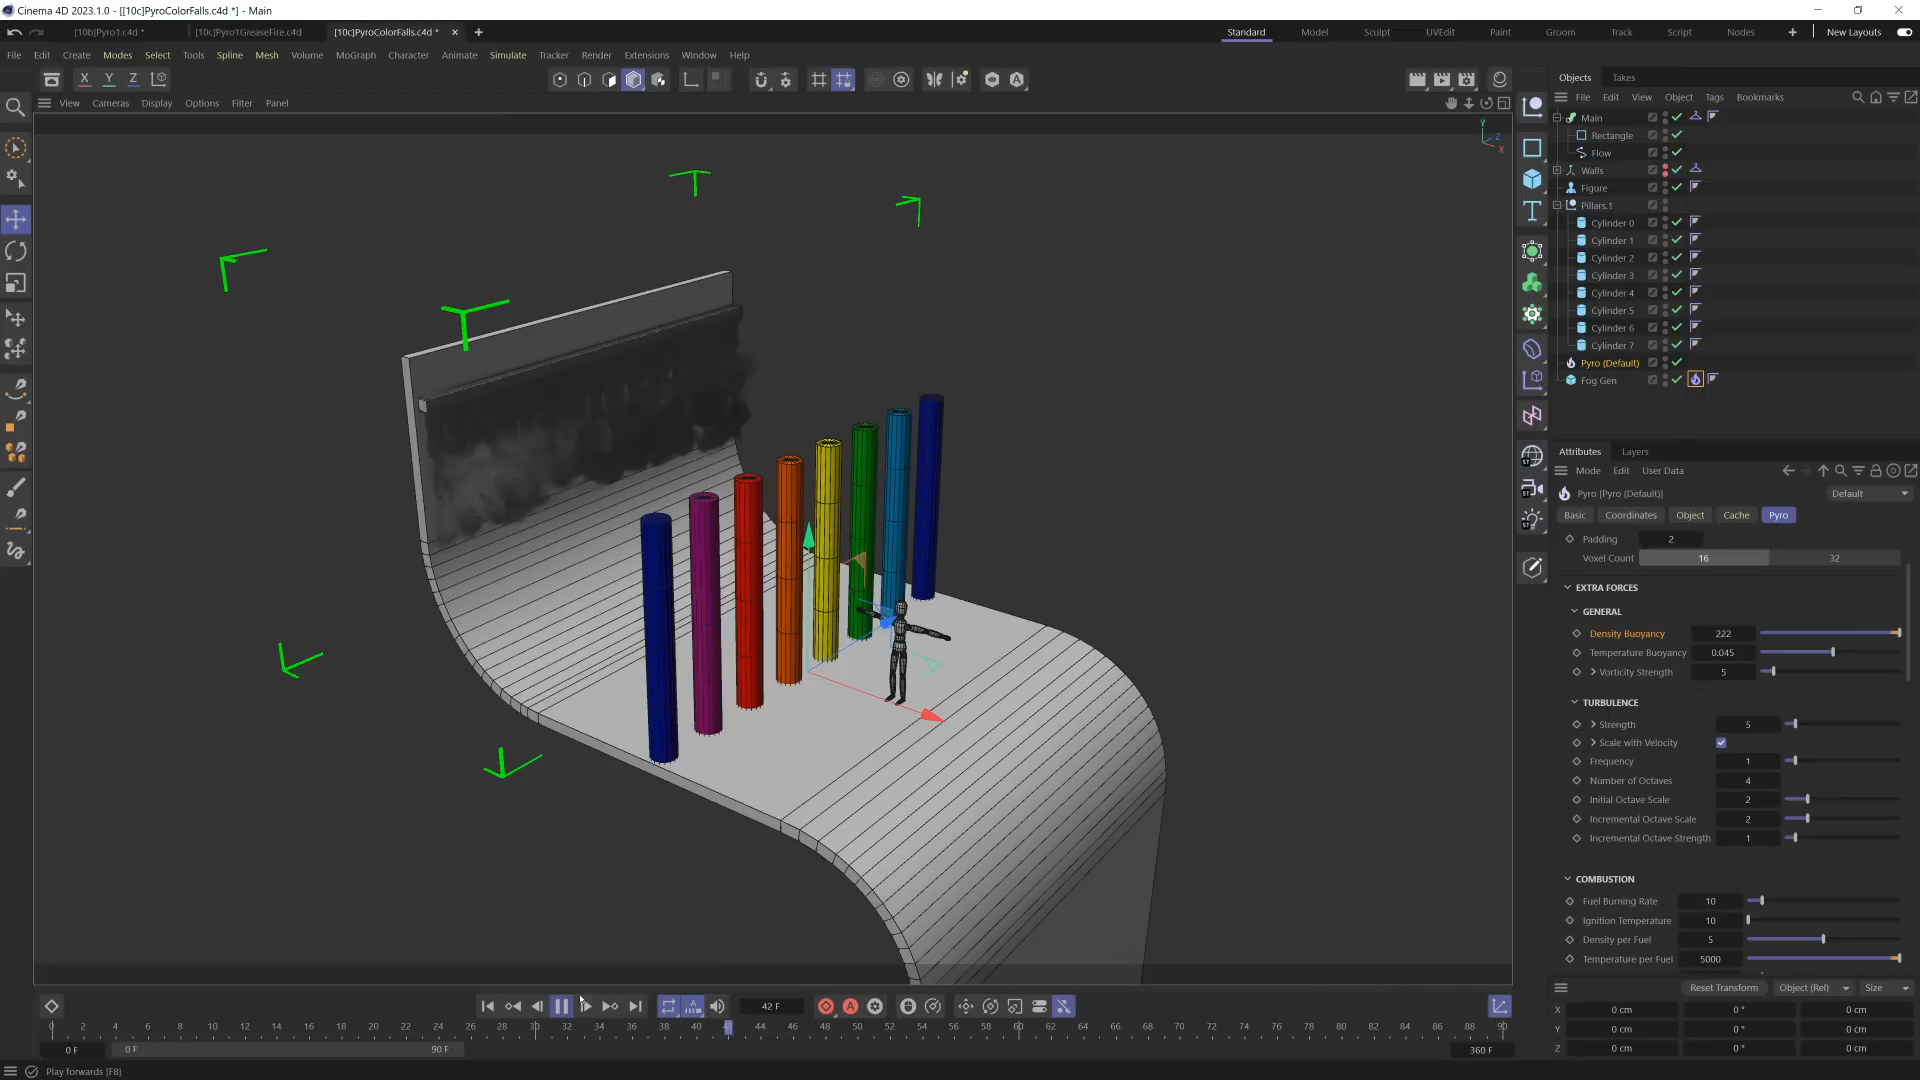 Cinema 4D 2023.1.0 - [[10c]PyroColorFalls.c4d *] - Main
[10b]Pyro1.c4d *
[10c]Pyro1GreaseFire.c4d
[10c]PyroColorFalls.c4d *
Standard
Model
Sculpt
UVEdit
Paint
Groom
Track
Script
Nodes
New Layouts
File Edit Create Modes Select Tools Spline Mesh Volume MoGraph Character Animate Simulate Tracker Render Extensions Window Help
X Y Z
View Cameras Display Options Filter Panel
Y
Z
X
Objects Takes
File Edit View Object Tags Bookmarks
Main
Rectangle
Flow
Walls
Figure
Pillars.1
Cylinder 0
Cylinder 1
Cylinder 2
Cylinder 3
Cylinder 4
Cylinder 5
Cylinder 6
Cylinder 7
Pyro (Default)
Fog Gen
Attributes Layers
Mode Edit User Data
Pyro [Pyro (Default)]
Default
Basic Coordinates Object Cache Pyro
Padding 2
Voxel Count 16 32
EXTRA FORCES
GENERAL
Density Buoyancy 222
Temperature Buoyancy 0.045
Vorticity Strength 5
TURBULENCE
Strength 5
Scale with Velocity
Frequency 1
Number of Octaves 4
Initial Octave Scale 2
Incremental Octave Scale 2
Incremental Octave Strength 1
COMBUSTION
Fuel Burning Rate 10
Ignition Temperature 10
Density per Fuel 5
Temperature per Fuel 5000
Reset Transform Object (Rel) Size
X 0 cm 0 ° 0 cm
Y 0 cm 0 ° 0 cm
Z 0 cm 0 ° 0 cm
42 F
0 2 4 6 8 10 12 14 16 18 20 22 24 26 28 30 32 34 36 38 40 44 46 48 50 52 54 56 58 60 62 64 66 68 70 72 74 76 78 80 82 84 86 88 90
0 F 0 F 90 F 360 F
Play forwards [F8]